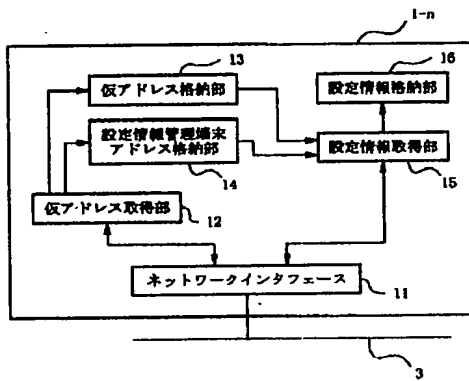 1-n
13
仮アドレス格納部
16
設定情報格納部
設定情報管理端末
アドレス格納部
14
設定情報取得部
15
仮アドレス取得部
12
ネットワークインタフェース
11
3